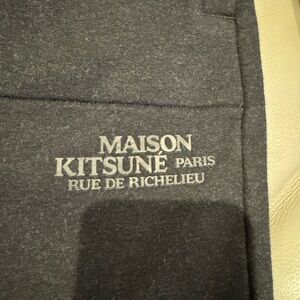 MAISON
KITSUNÉ PARIS
RUE DE RICHELIEU